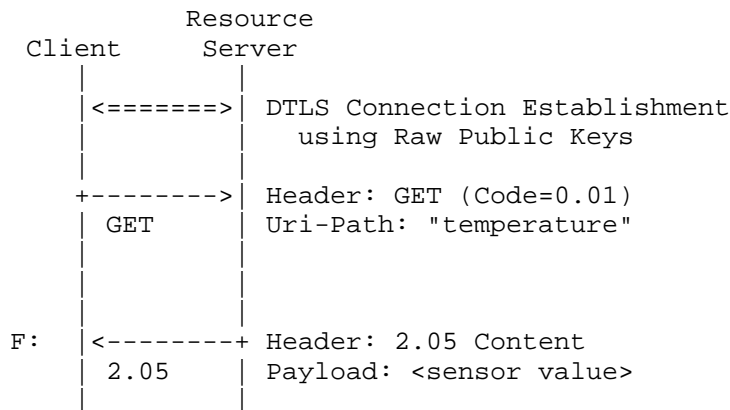 Resource
Client Server
<=======> DTLS Connection Establishment
using Raw Public Keys
+--------> Header: GET (Code=0.01)
GET Uri-Path: "temperature"
F: <--------+ Header: 2.05 Content
2.05 Payload: <sensor value>